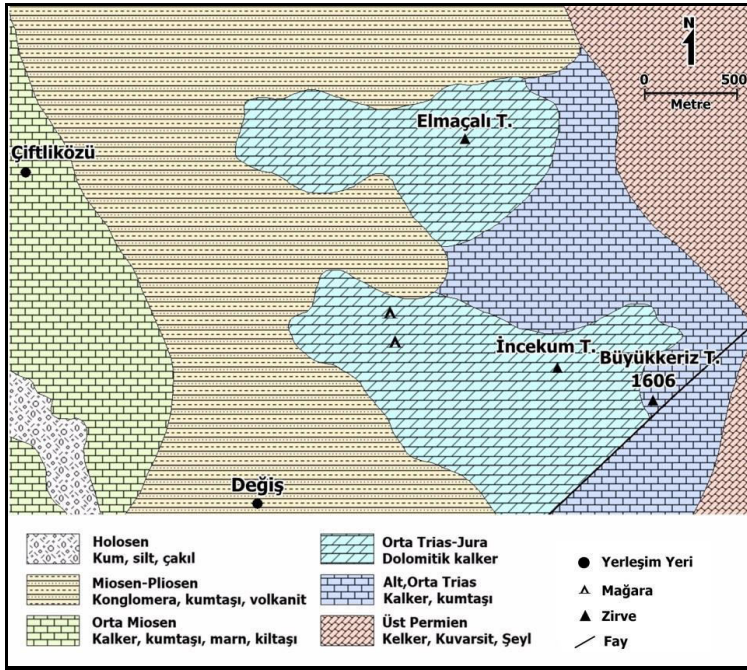 N
0 500
Metre
Elmaçalı T.
Çiftliközü
İncekum T.
Büyükkeriz T.
1606
Değiş
Holosen
Kum, silt, çakıl
Miosen-Pliosen
Konglomera, kumtaşı, volkanit
Orta Miosen
Kalker, kumtaşı, marn, kiltaşı
Orta Trias-Jura
Dolomitik kalker
Alt,Orta Trias
Kalker, kumtaşı
Üst Permien
Kelker, Kuvarsit, Şeyl
Yerleşim Yeri
Mağara
Zirve
Fay